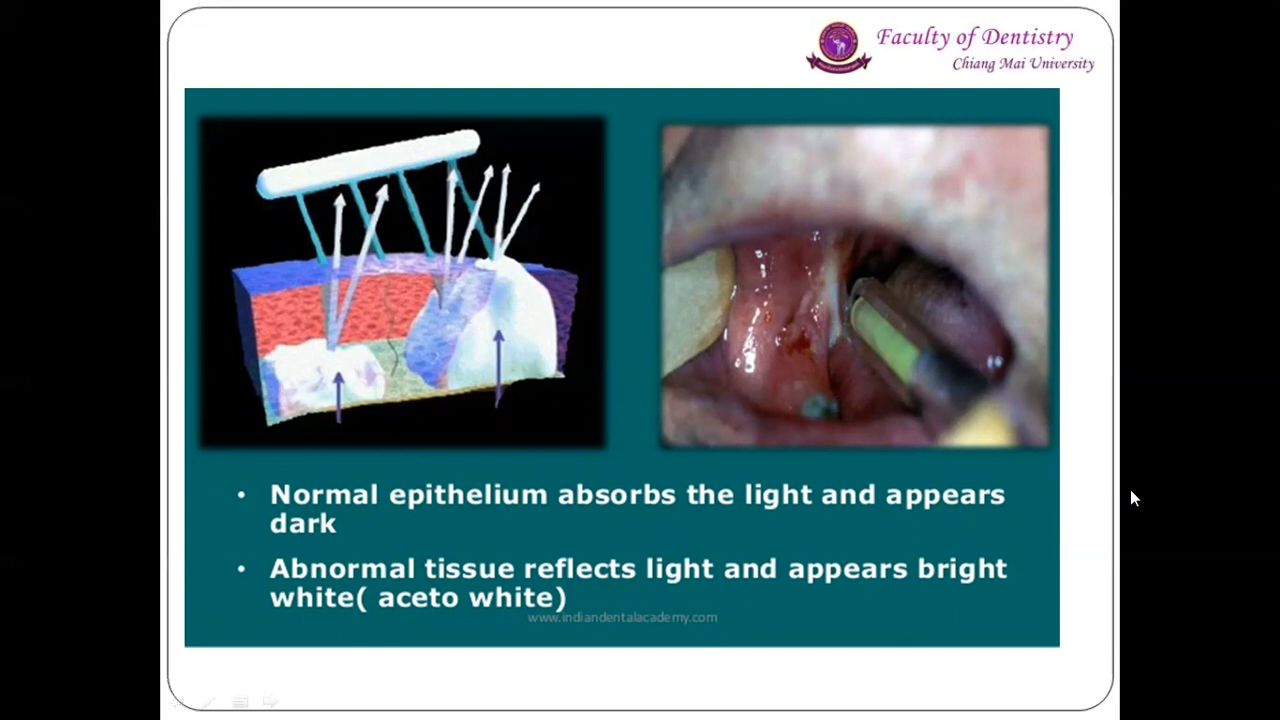 Faculty of Dentistry
Chiang Mai University
• Normal epithelium absorbs the light and appears
dark
• Abnormal tissue reflects light and appears bright
white( aceto white)
www.indiandentalacademy.com